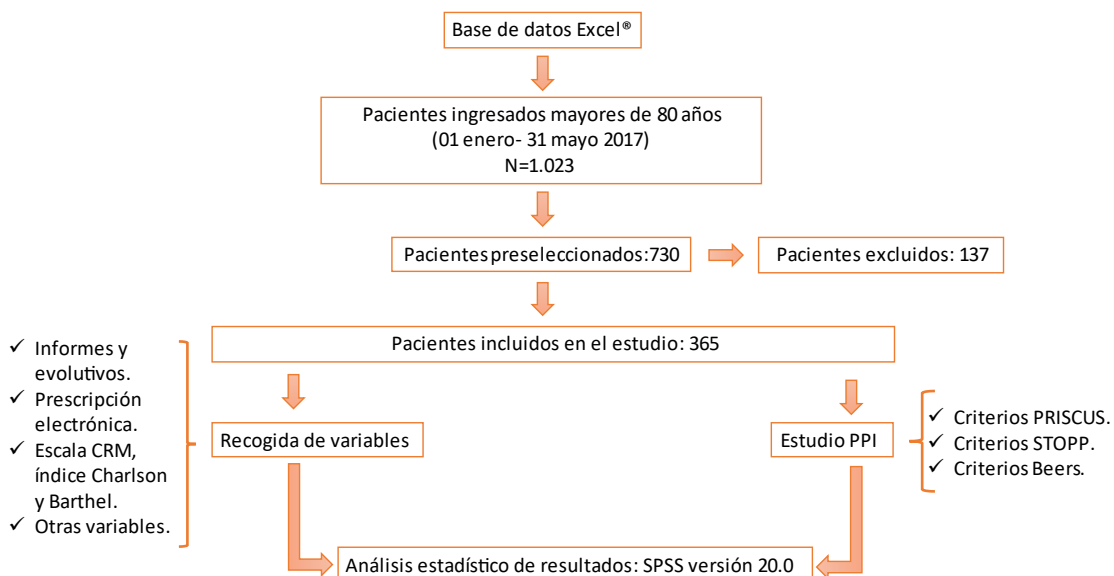 Base de datos Excel®
Pacientes ingresados mayores de 80 años
(01 enero- 31 mayo 2017)
N=1.023
Pacientes preseleccionados:730
Pacientes excluidos: 137
Pacientes incluidos en el estudio: 365
✓ Informes y
evolutivos.
✓ Prescripción
electrónica.
✓ Escala CRM,
índice Charlson
y Barthel.
✓ Otras variables.
Recogida de variables
Estudio PPI
✓ Criterios PRISCUS.
✓ Criterios STOPP.
✓ Criterios Beers.
Análisis estadístico de resultados: SPSS versión 20.0